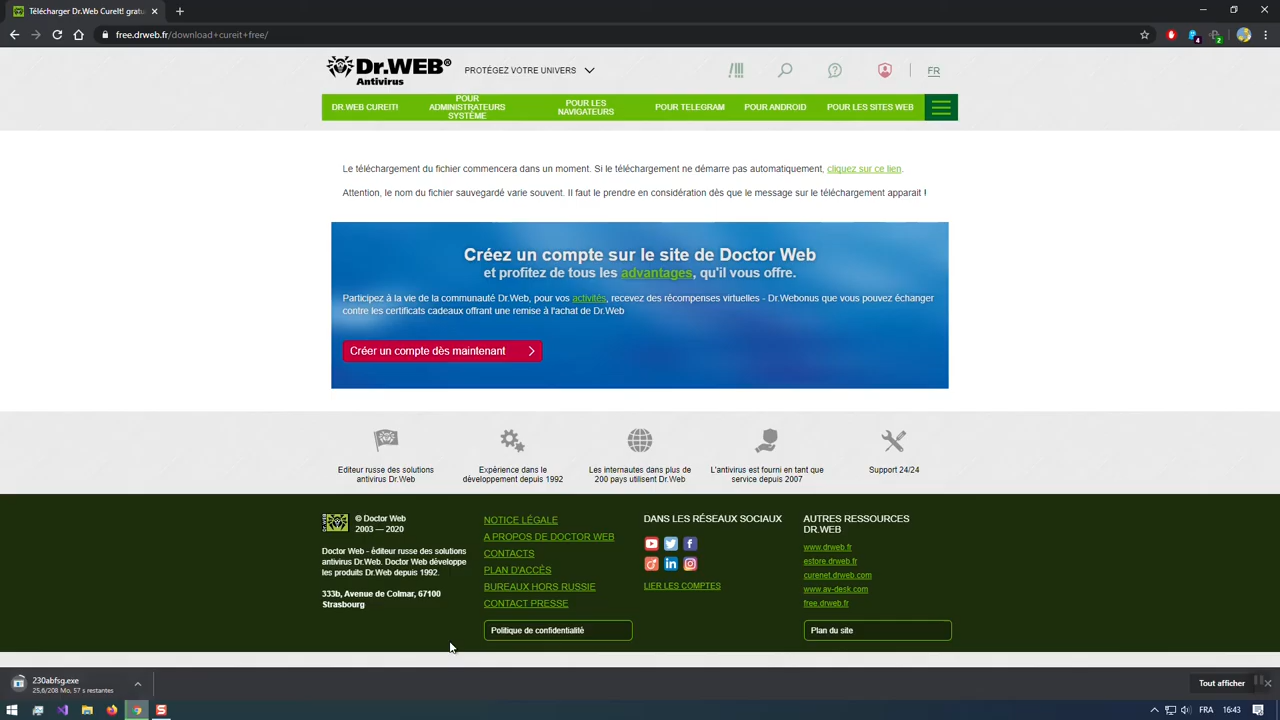 Télécharger Dr.Web CureIt! gratu
free.drweb.fr/download+cureit+free/
4
2
Dr.WEB®
Antivirus
PROTÉGEZ VOTRE UNIVERS
FR
DR.WEB CUREIT!
POUR
ADMINISTRATEURS
SYSTÈME
POUR LES
NAVIGATEURS
POUR TELEGRAM
POUR ANDROID
POUR LES SITES WEB
Le téléchargement du fichier commencera dans un moment. Si le téléchargement ne démarre pas automatiquement, cliquez sur ce lien.
Attention, le nom du fichier sauvegardé varie souvent. Il faut le prendre en considération dès que le message sur le téléchargement apparait !
Créez un compte sur le site de Doctor Web
et profitez de tous les advantages, qu'il vous offre.
Participez à la vie de la communauté Dr.Web, pour vos activités, recevez des récompenses virtuelles - Dr.Webonus que vous pouvez échanger
contre les certificats cadeaux offrant une remise à l'achat de Dr.Web
Créer un compte dès maintenant
Editeur russe des solutions
antivirus Dr.Web
Expérience dans le
développement depuis 1992
Les internautes dans plus de
200 pays utilisent Dr.Web
L'antivirus est fourni en tant que
service depuis 2007
Support 24/24
© Doctor Web
2003 — 2020
Doctor Web - éditeur russe des solutions
antivirus Dr.Web. Doctor Web développe
les produits Dr.Web depuis 1992.
333b, Avenue de Colmar, 67100
Strasbourg
NOTICE LÉGALE
A PROPOS DE DOCTOR WEB
CONTACTS
PLAN D'ACCÈS
BUREAUX HORS RUSSIE
CONTACT PRESSE
Politique de confidentialité
DANS LES RÉSEAUX SOCIAUX
LIER LES COMPTES
AUTRES RESSOURCES
DR.WEB
www.drweb.fr
estore.drweb.fr
curenet.drweb.com
www.av-desk.com
free.drweb.fr
Plan du site
230abfsg.exe
25,6/208 Mo, 57 s restantes
Tout afficher
FRA
16:43